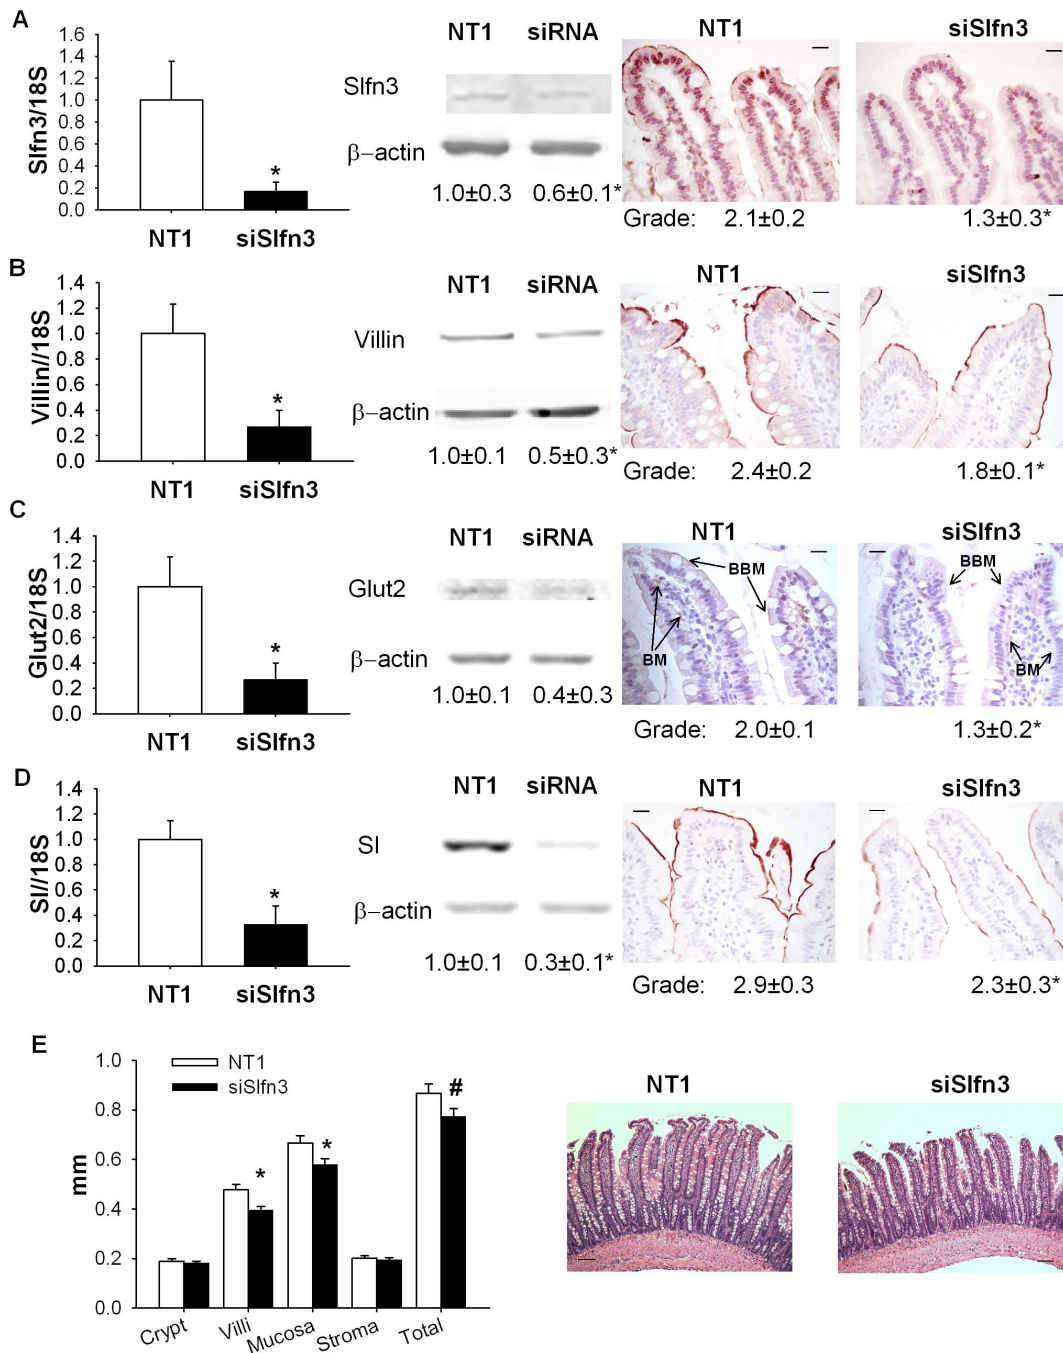 A
Slfn3/18S
1.6
1.4
1.2
1.0
0.8
0.6
0.4
0.2
0.0
*
NT1 siSlfn3
NT1 siRNA
Slfn3
β–actin
1.0±0.3 0.6±0.1*
NT1 siSlfn3
Grade: 2.1±0.2 1.3±0.3*
B
Villin//18S
1.4
1.2
1.0
0.8
0.6
0.4
0.2
0.0
*
NT1 siSlfn3
NT1 siRNA
Villin
β–actin
1.0±0.1 0.5±0.3*
NT1 siSlfn3
Grade: 2.4±0.2 1.8±0.1*
C
Glut2/18S
1.4
1.2
1.0
0.8
0.6
0.4
0.2
0.0
*
NT1 siSlfn3
NT1 siRNA
Glut2
β–actin
1.0±0.1 0.4±0.3
NT1 siSlfn3
BBM BBM
BM BM
Grade: 2.0±0.1 1.3±0.2*
D
SI//18S
1.4
1.2
1.0
0.8
0.6
0.4
0.2
0.0
*
NT1 siSlfn3
NT1 siRNA
SI
β–actin
1.0±0.1 0.3±0.1*
NT1 siSlfn3
Grade: 2.9±0.3 2.3±0.3*
E
mm
1.0
0.8
0.6
0.4
0.2
0.0
NT1
siSlfn3
* * #
Crypt Villi Mucosa Stroma Total
NT1 siSlfn3